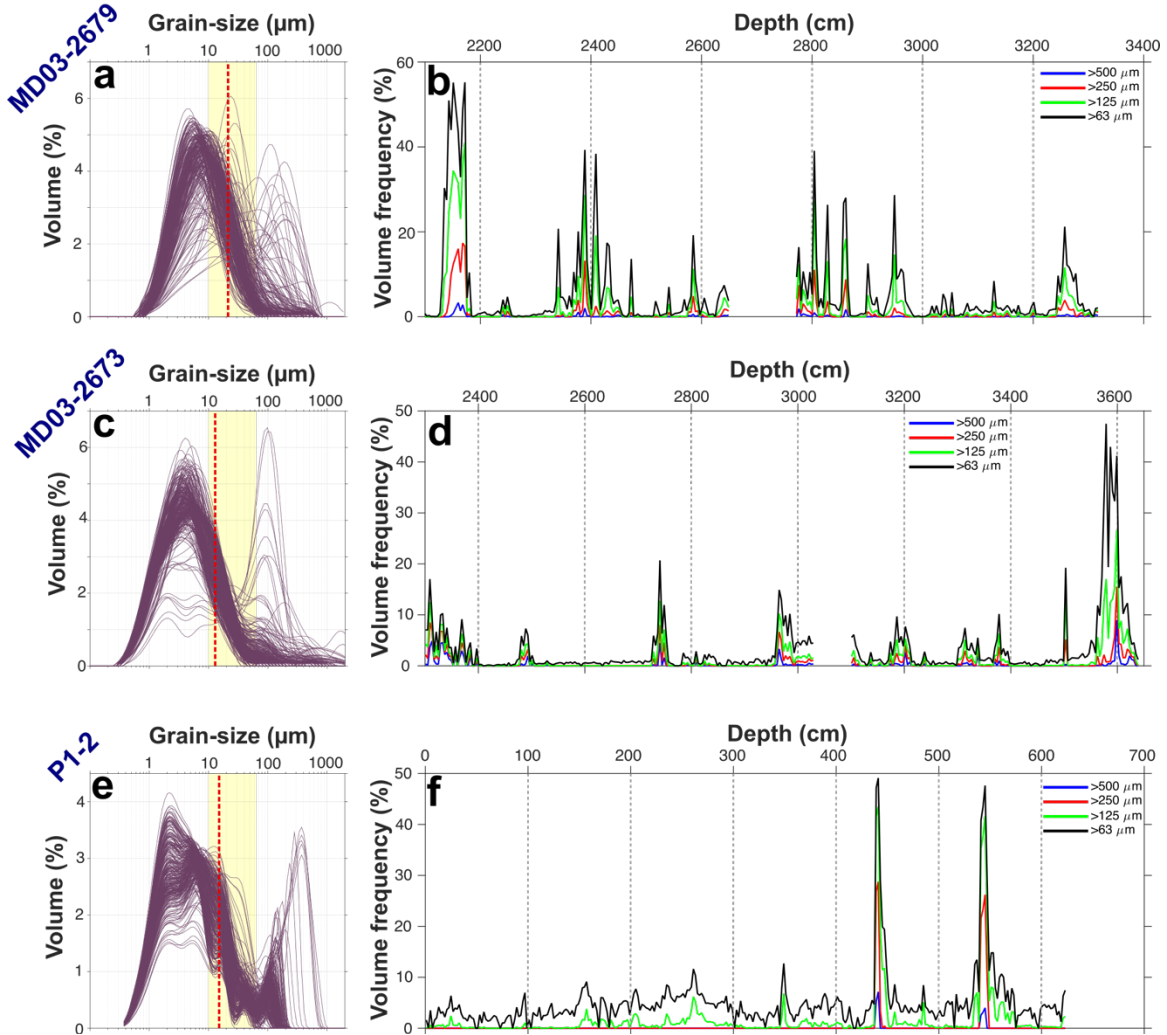 MD03-2679
Grain-size (µm)
1 10 100 1000
a
Volume (%)
6
4
2
0
Depth (cm)
2200 2400 2600 2800 3000 3200 3400
b
Volume frequency (%)
60
40
20
0
>500 µm
>250 µm
>125 µm
>63 µm
MD03-2673
Grain-size (µm)
1 10 100 1000
c
Volume (%)
6
4
2
0
Depth (cm)
2400 2600 2800 3000 3200 3400 3600
d
Volume frequency (%)
50
40
30
20
10
0
>500 µm
>250 µm
>125 µm
>63 µm
P1-2
Grain-size (µm)
1 10 100 1000
e
Volume (%)
4
3
2
1
0
Depth (cm)
0 100 200 300 400 500 600 700
f
Volume frequency (%)
50
40
30
20
10
0
>500 µm
>250 µm
>125 µm
>63 µm